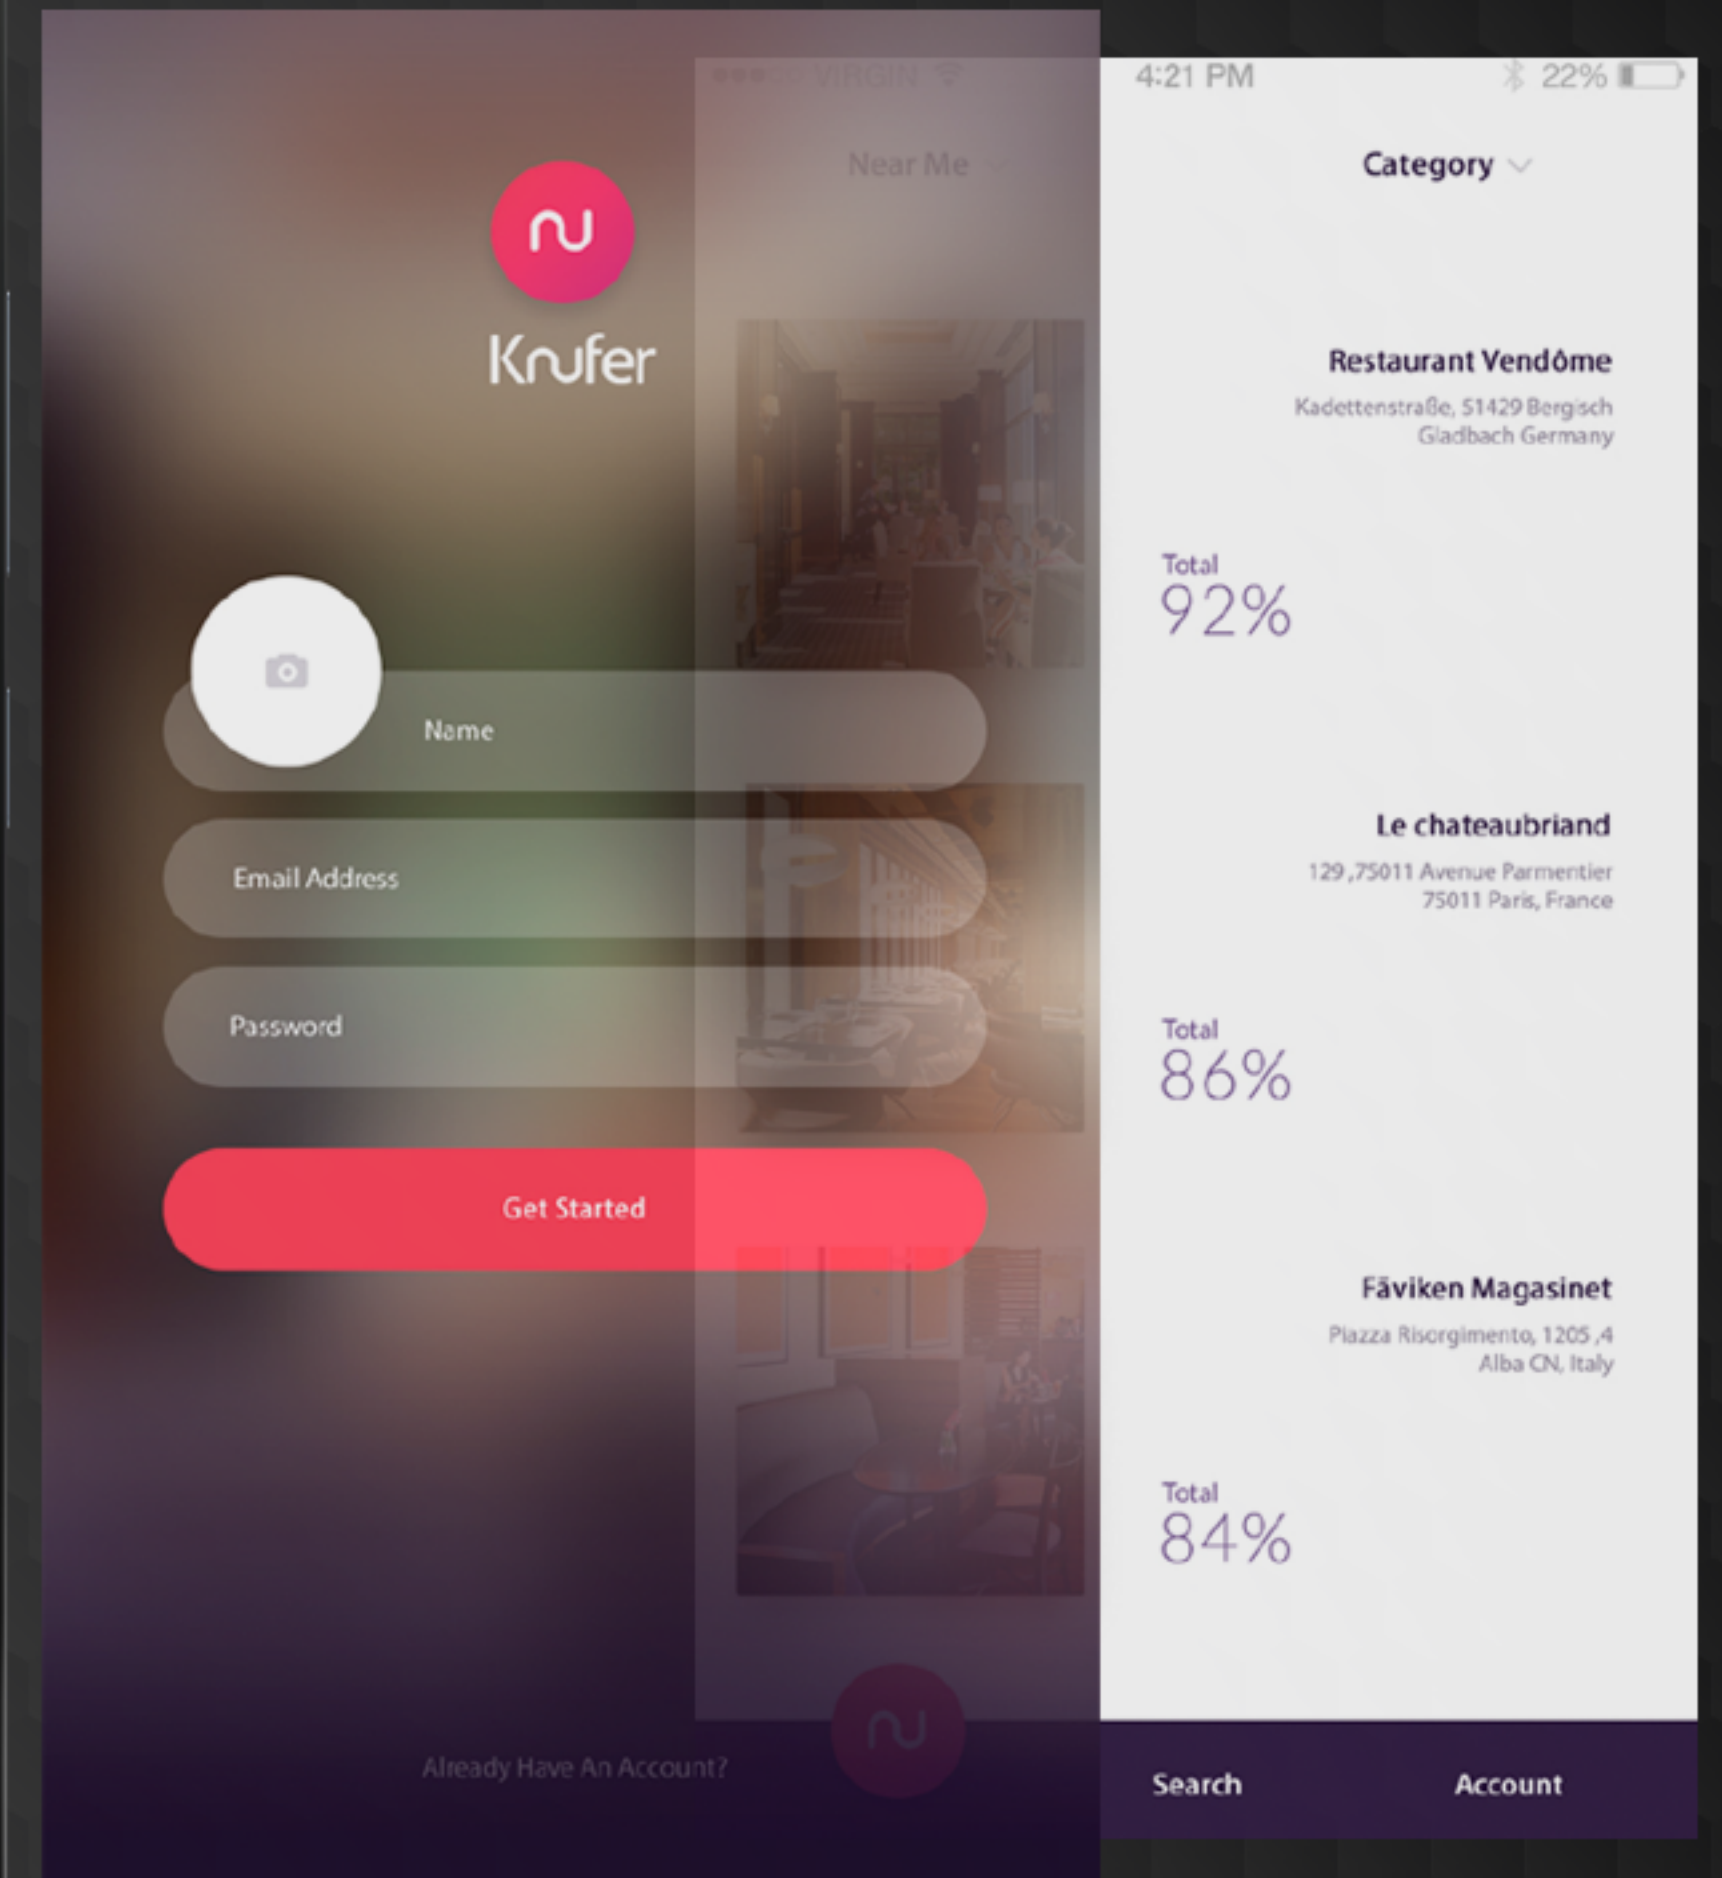 VIRGIN
4:21 PM
22%
Near Me
Category
Knufer
Restaurant Vendôme
Kadettenstraße, 51429 Bergisch
Gladbach Germany
Total
92%
Name
Le chateaubriand
129 ,75011 Avenue Parmentier
75011 Paris, France
Email Address
Password
Total
86%
Get Started
Fäviken Magasinet
Piazza Risorgimento, 1205 ,4
Alba CN, Italy
Total
84%
Already Have An Account?
Search
Account